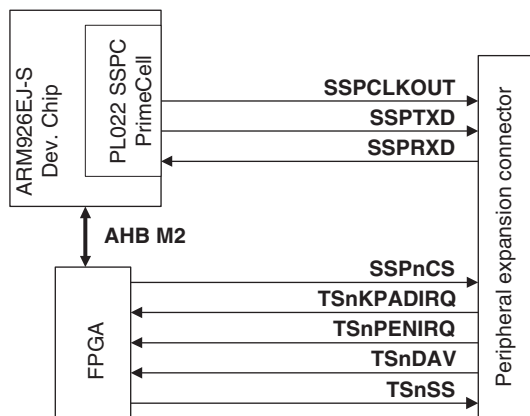 ARM926EJ-S
Dev. Chip
PL022 SSPC
PrimeCell
SSPCLKOUT
SSPTXD
SSPRXD
AHB M2
FPGA
SSPnCS
TSnKPADIRQ
TSnPENIRQ
TSnDAV
TSnSS
Peripheral expansion connector